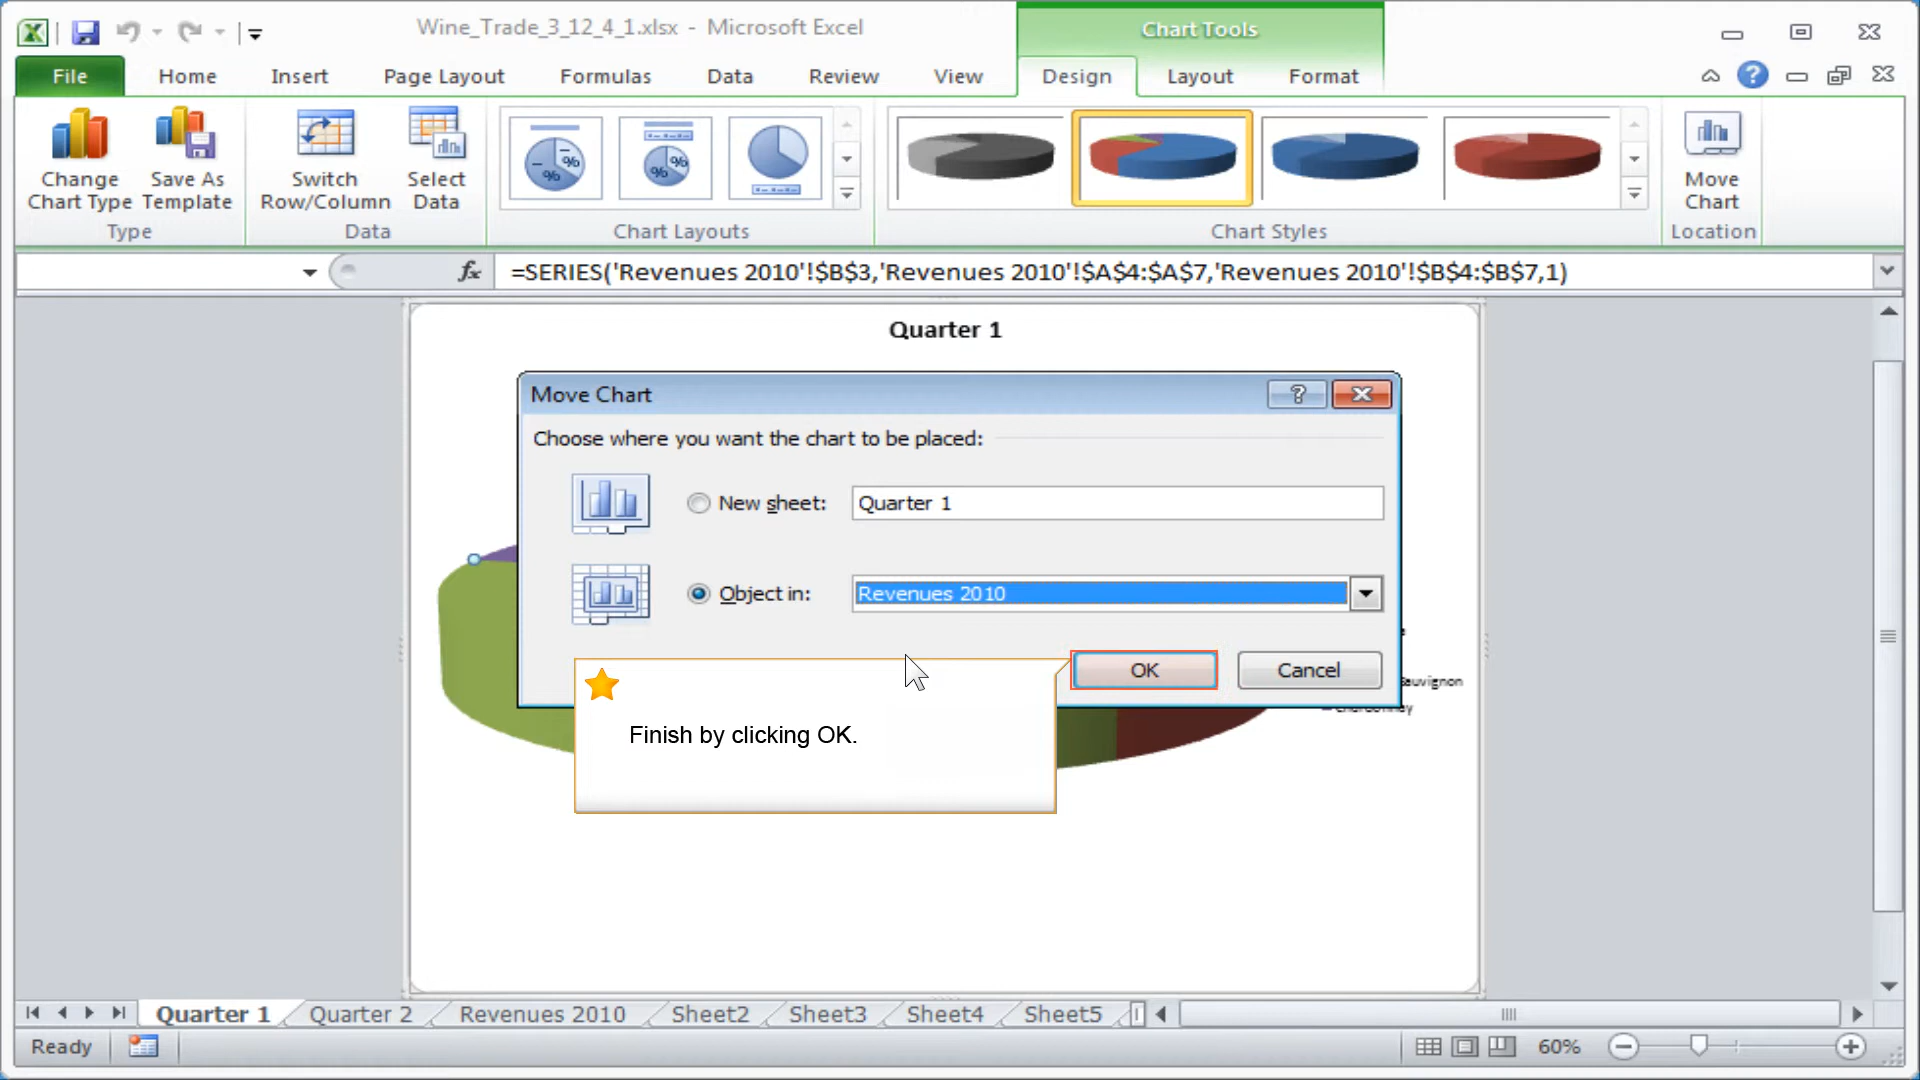 Wine_Trade_3_12_4_1.xlsx - Microsoft Excel
Chart Tools
File Home Insert Page Layout Formulas Data Review View Design Layout Format
Change Chart Type
Save As Template
Switch Row/Column
Select Data
Move Chart
Type Data Chart Layouts Chart Styles Location
fx =SERIES('Revenues 2010'!$B$3,'Revenues 2010'!$A$4:$A$7,'Revenues 2010'!$B$4:$B$7,1)
Quarter 1
Move Chart
Choose where you want the chart to be placed:
New sheet: Quarter 1
Object in: Revenues 2010
OK Cancel
Sauvignon
Finish by clicking OK.
Quarter 1 Quarter 2 Revenues 2010 Sheet2 Sheet3 Sheet4 Sheet5
Ready 60%